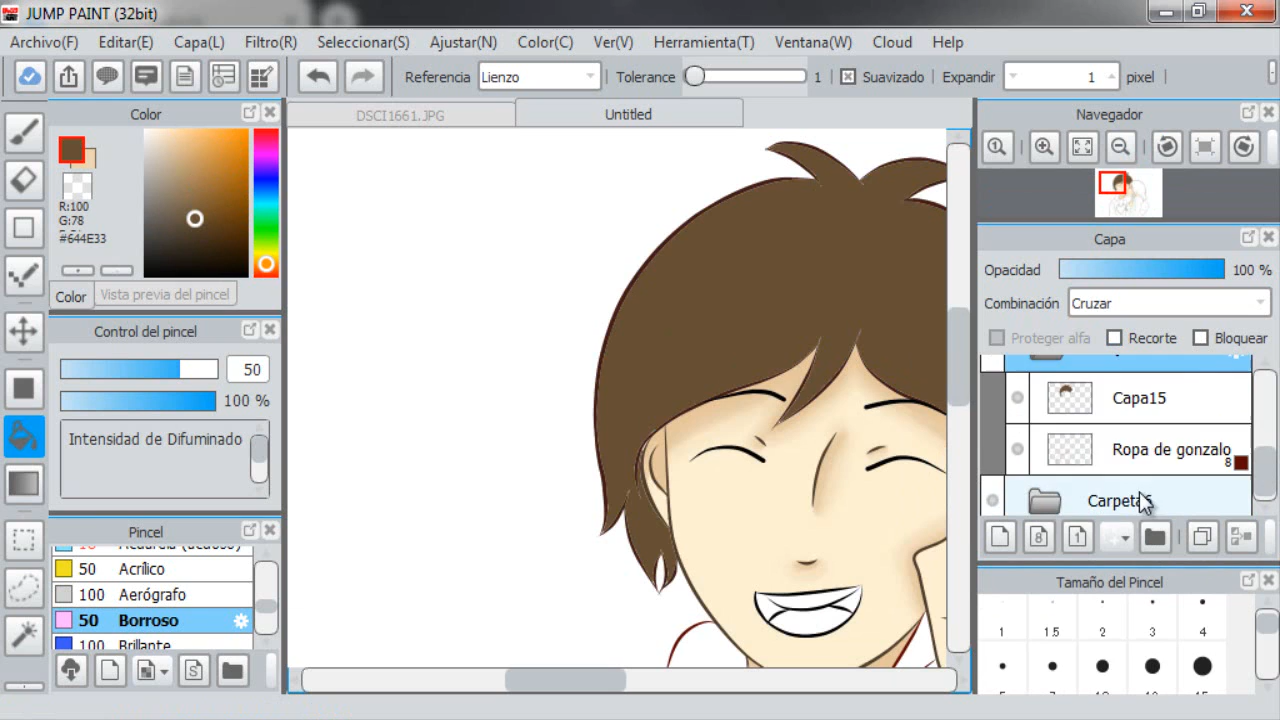 JUMP PAINT (32bit)
Archivo(F) Editar(E) Capa(L) Filtro(R) Seleccionar(S) Ajustar(N) Color(C) Ver(V) Herramienta(T) Ventana(W) Cloud Help
Referencia Lienzo Tolerance 1 Suavizado Expandir 1 pixel
Color
DSCI1661.JPG Untitled
Navegador
R:100
G:78
#644E33
Color Vista previa del pincel
Capa
Opacidad 100 %
Combinación Cruzar
Proteger alfa Recorte Bloquear
Control del pincel
50
100 %
Intensidad de Difuminado
Capa15
Ropa de gonzalo
8
8 1
Pincel
50 Acrílico
100 Aerógrafo
50 Borroso
100 Brillante
S
Tamaño del Pincel
1 1.5 2 3 4